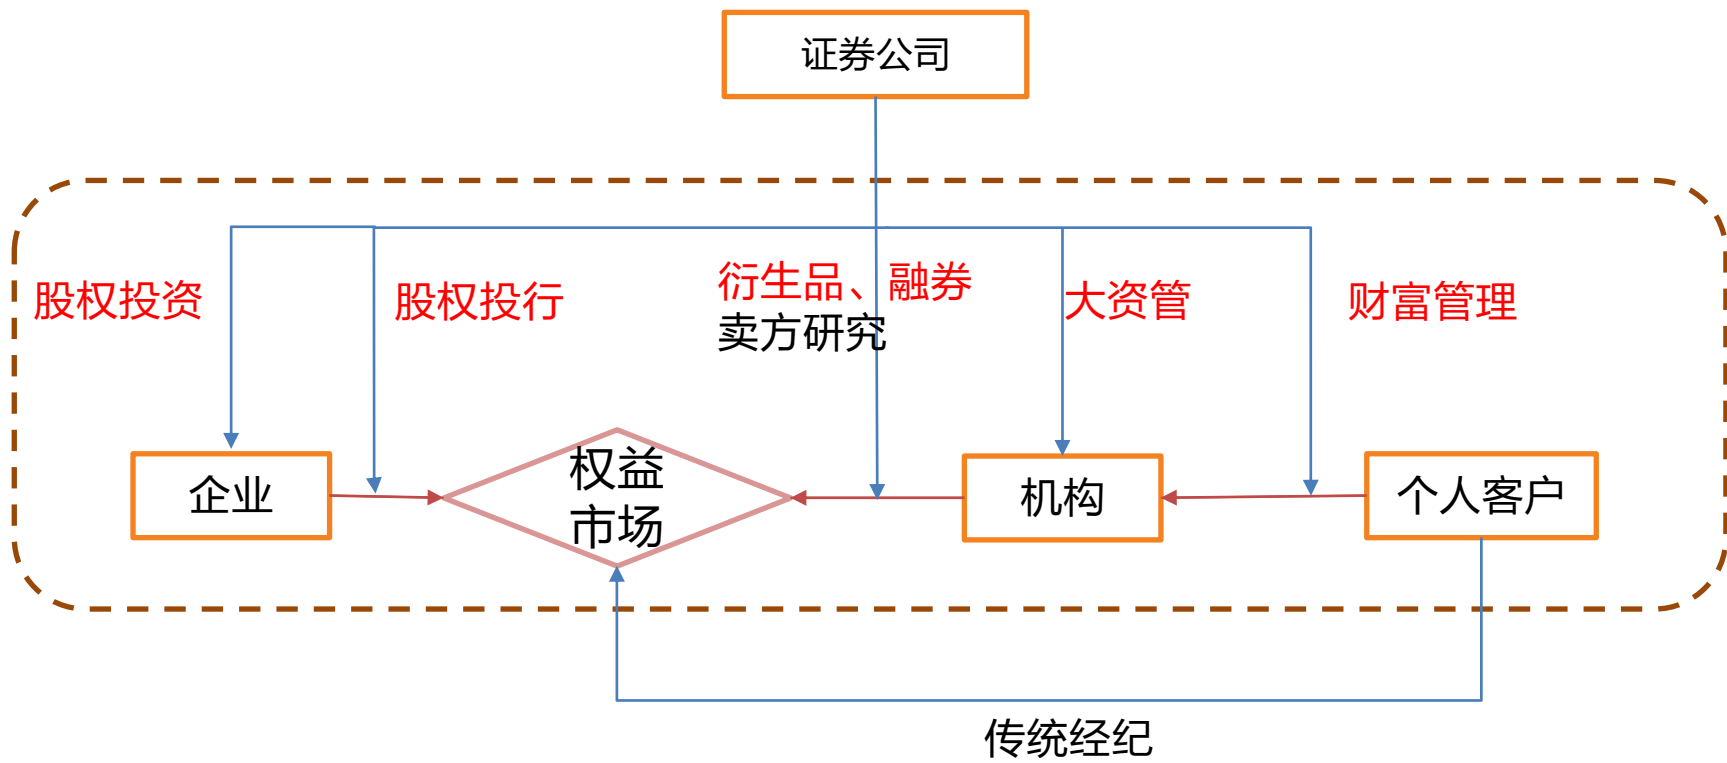 证券公司
股权投资
股权投行
衍生品、融券
卖方研究
大资管
财富管理
企业
权益
市场
机构
个人客户
传统经纪